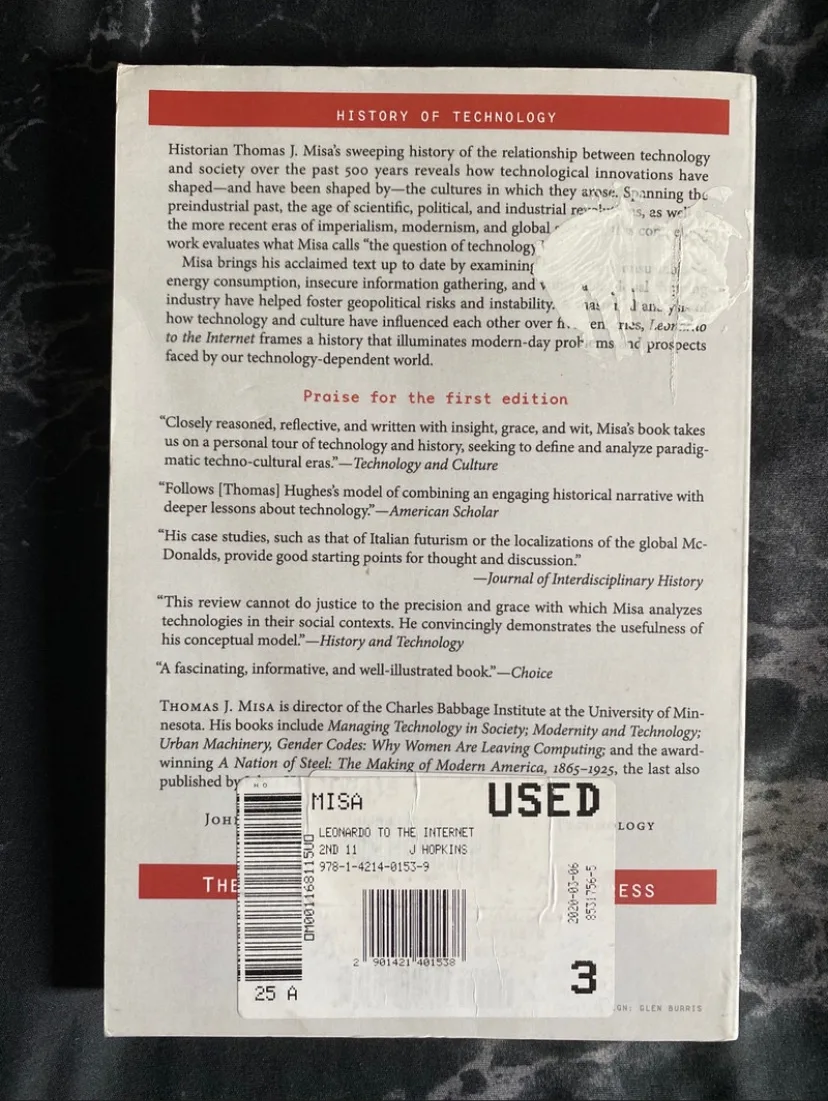 HISTORY OF TECHNOLOGY
Historian Thomas J. Misa's sweeping history of the relationship between technology
and society over the past 500 years reveals how technological innovations have
shaped—and have been shaped by—the cultures in which they arose. Spanning the
preindustrial past, the age of scientific, political, and industrial as
the more recent eras of imperialism, modernism, and global
work evaluates what Misa calls “the question of technology
Misa brings his acclaimed text up to date by examining
energy consumption, insecure information gathering, and
industry have helped foster geopolitical risks and instability.
how technology and culture have influenced each other over Leonardo
to the Internet frames a history that illuminates modern-day problems and prospects
faced by our technology-dependent world.
Praise for the first edition
“Closely reasoned, reflective, and written with insight, grace, and wit, Misa's book takes
us on a personal tour of technology and history, seeking to define and analyze paradig-
matic techno-cultural eras.”—Technology and Culture
“Follows [Thomas] Hughes's model of combining an engaging historical narrative with
deeper lessons about technology.”—American Scholar
“His case studies, such as that of Italian futurism or the localizations of the global Mc-
Donalds, provide good starting points for thought and discussion.”
—Journal of Interdisciplinary History
“This review cannot do justice to the precision and grace with which Misa analyzes
technologies in their social contexts. He convincingly demonstrates the usefulness of
his conceptual model.”—History and Technology
“A fascinating, informative, and well-illustrated book.”—Choice
THOMAS J. MISA is director of the Charles Babbage Institute at the University of Min-
nesota. His books include Managing Technology in Society; Modernity and Technology;
Urban Machinery, Gender Codes: Why Women Are Leaving Computing; and the award-
winning A Nation of Steel: The Making of Modern America, 1865–1925, the last also
published by
MISA USED
LEONARDO TO THE INTERNET
2ND 11 J HOPKINS
978-1-4214-0153-9
2 901421 401538
2020-03-06
8531756-5
3
25 A
THE
ESS
GLEN BURRIS